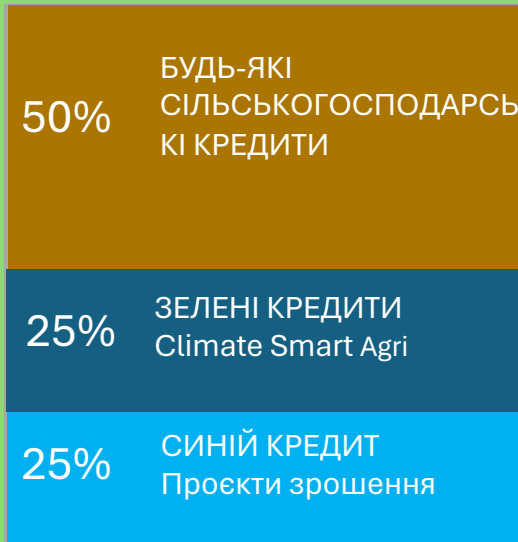 50%
БУДЬ-ЯКІ
СІЛЬСЬКОГОСПОДАРСЬ
КІ КРЕДИТИ
25%
ЗЕЛЕНІ КРЕДИТИ
Climate Smart Agri
25%
СИНІЙ КРЕДИТ
Проєкти зрошення